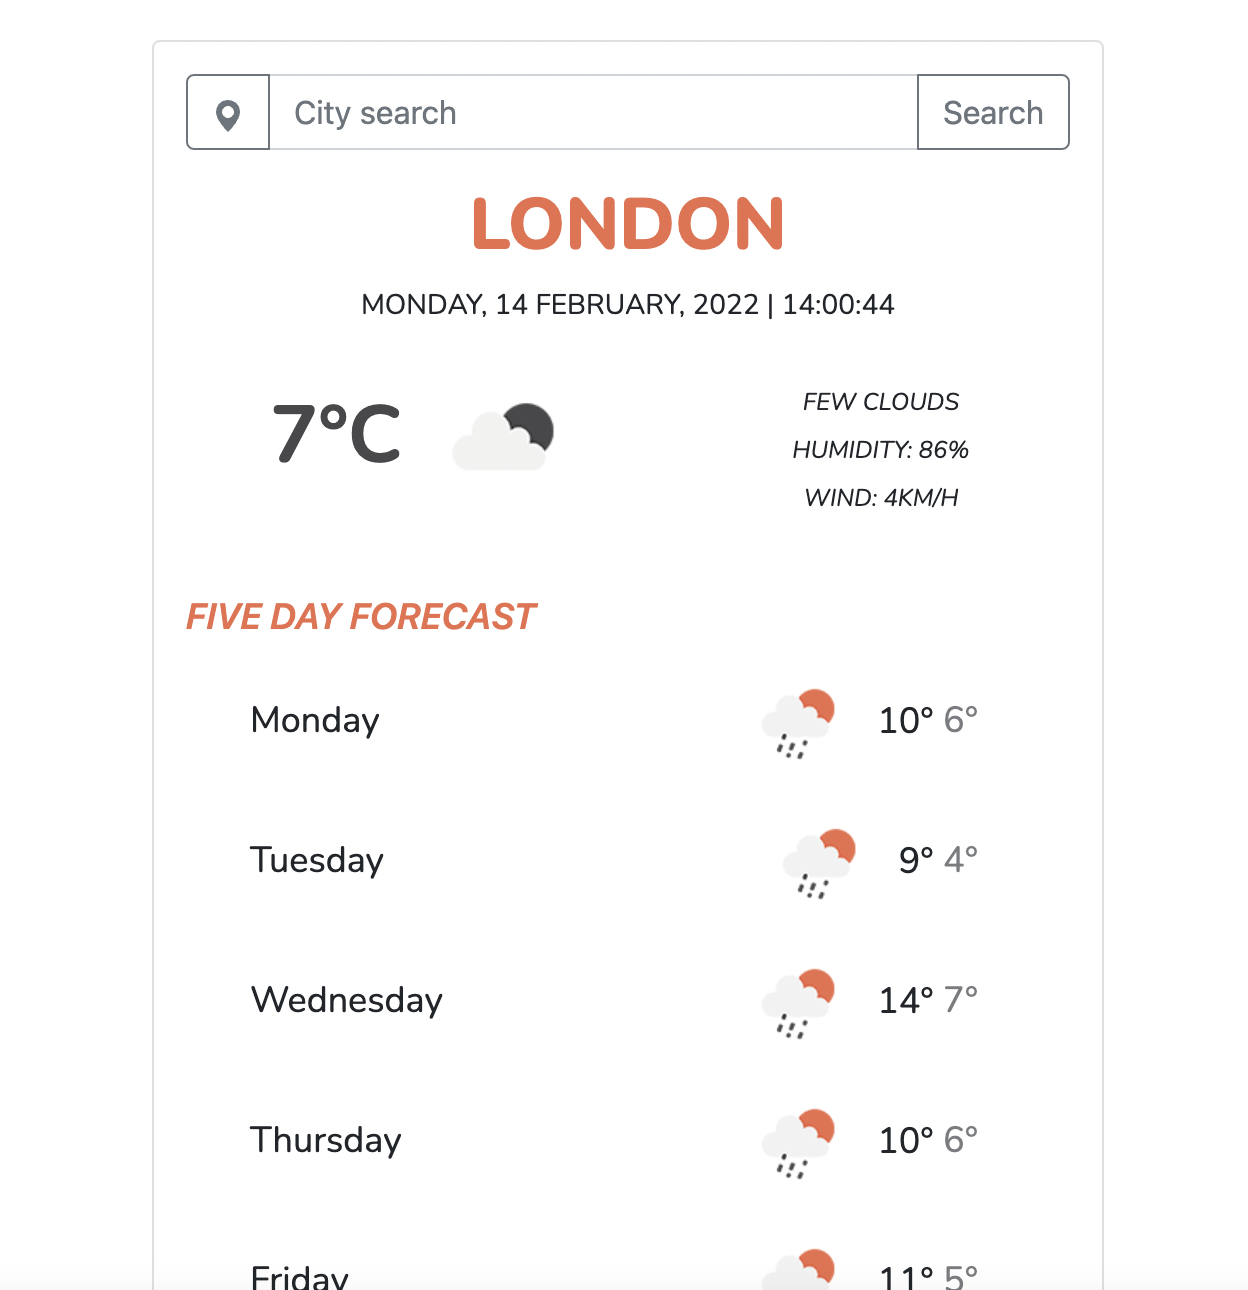 City search Search
LONDON
MONDAY, 14 FEBRUARY, 2022 | 14:00:44
7°C
FEW CLOUDS
HUMIDITY: 86%
WIND: 4KM/H
FIVE DAY FORECAST
Monday 10° 6°
Tuesday 9° 4°
Wednesday 14° 7°
Thursday 10° 6°
Friday 11° 5°